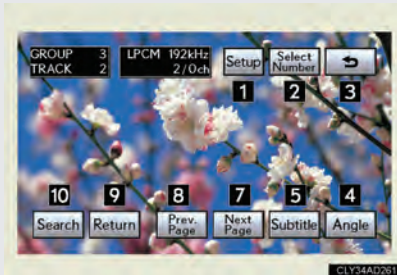 GROUP 3
TRACK 2
LPCM 192kHz
2/0ch
Setup
Select
Number
1
2
3
10
9
8
7
5
4
Search
Return
Prev.
Page
Next
Page
Subtitle
Angle
CLY34AD261